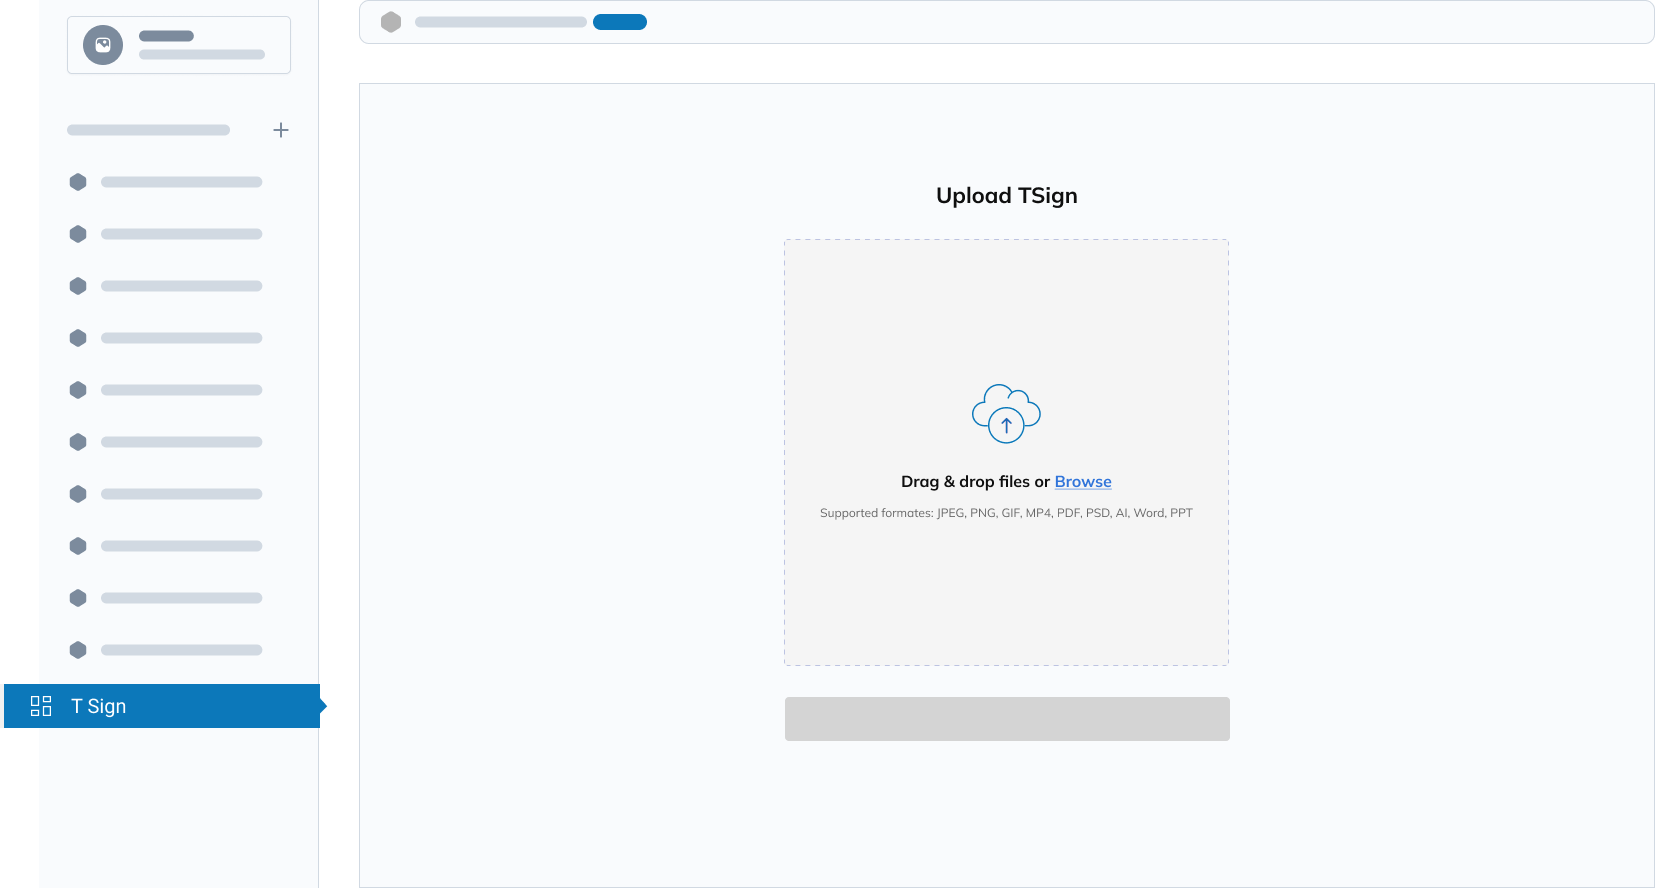 Upload TSign
Drag & drop files or Browse
Supported formates: JPEG, PNG, GIF, MP4, PDF, PSD, AI, Word, PPT
T Sign